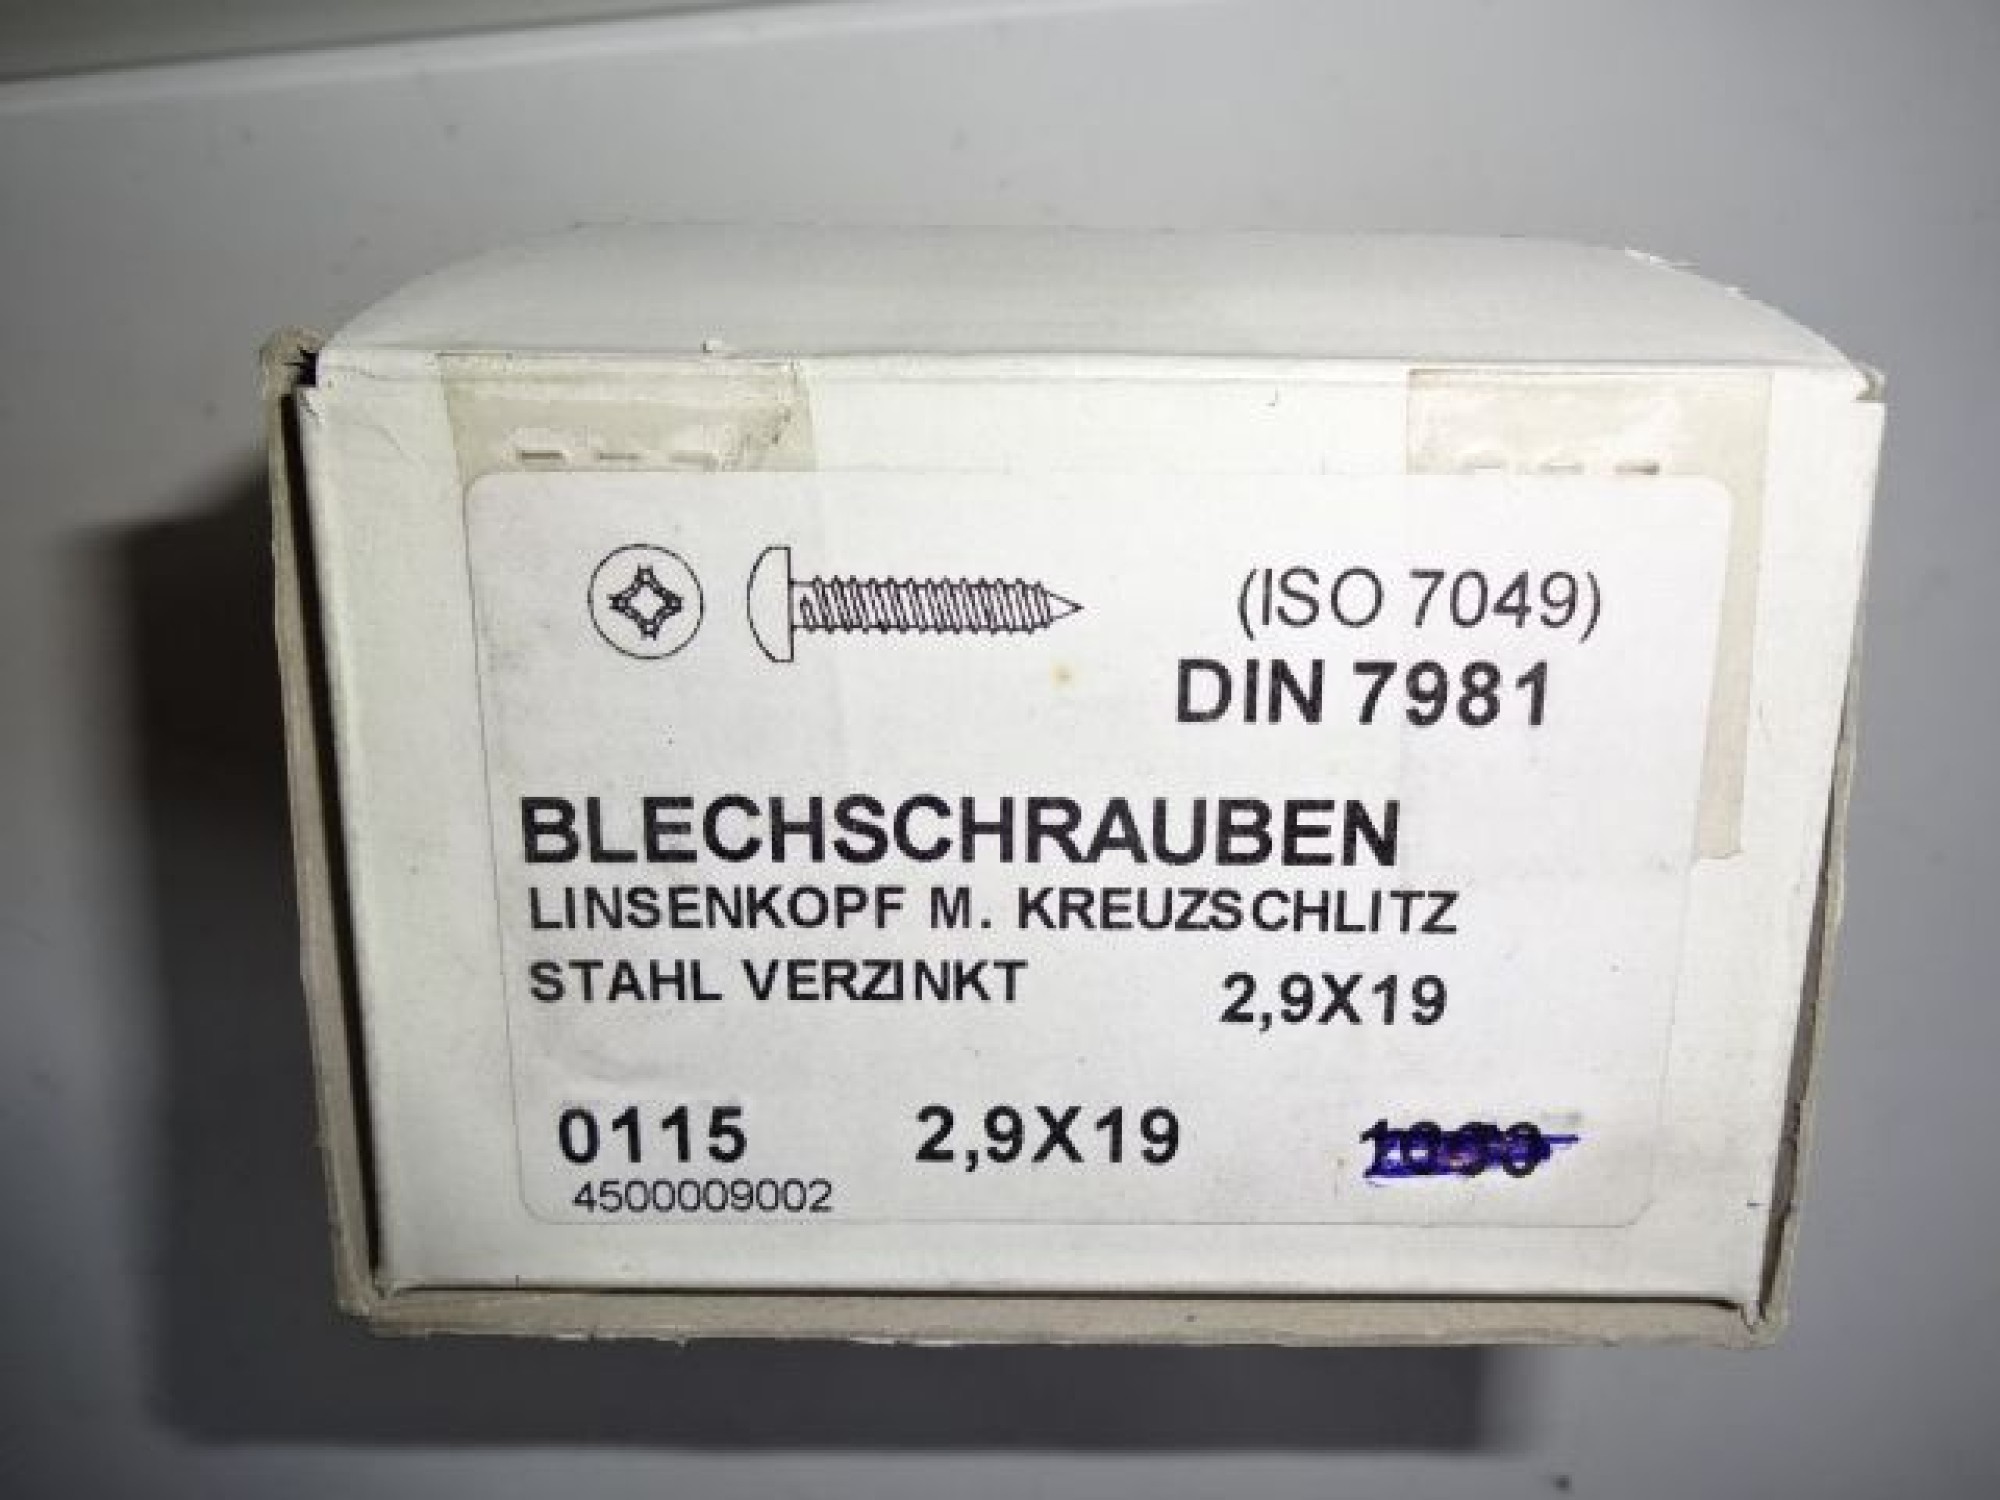 (ISO 7049)
DIN 7981
BLECHSCHRAUBEN
LINSENKOPF M. KREUZSCHLITZ
STAHL VERZINKT 2,9X19
0115 2,9X19
4500009002